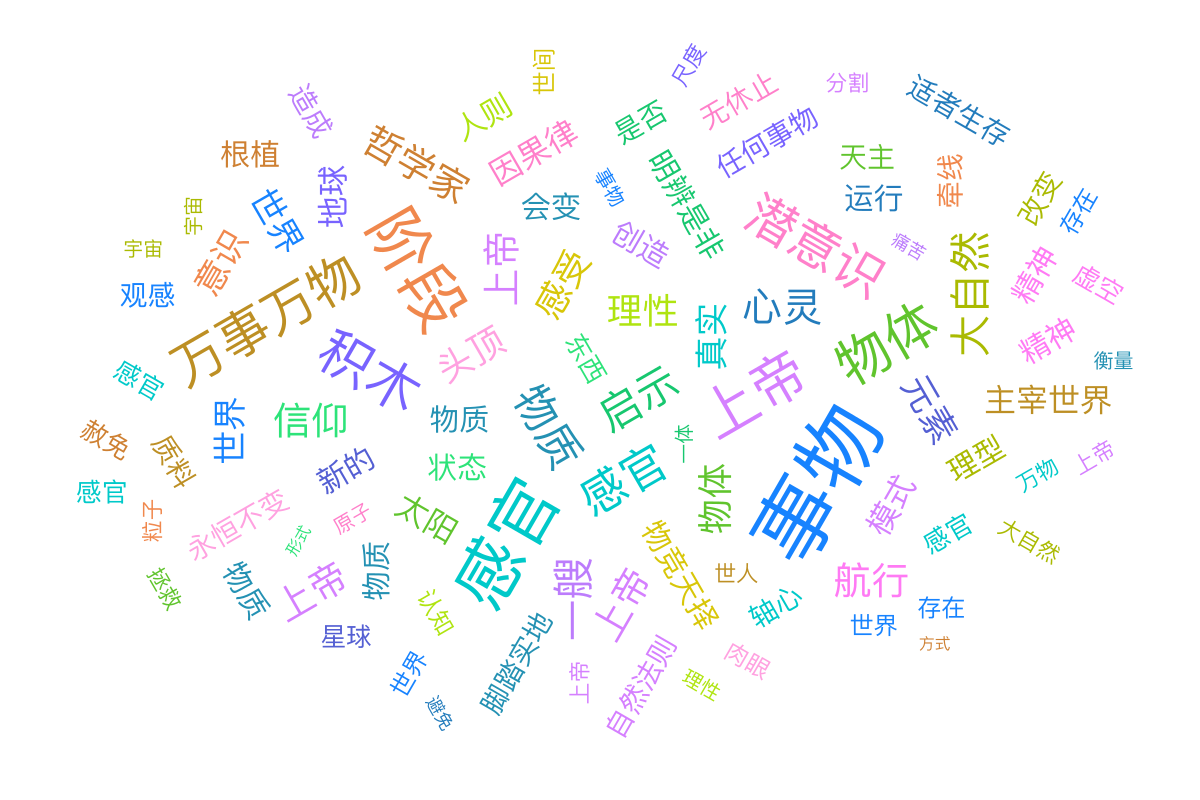 世间
尺度
造成
人则
无休止
分割
适者生存
根植
哲学家
因果律
是否
任何事物
天主
牵线
地球
事物
明辨是非
运行
改变
存在
宇宙
世界
会变
创造
潜意识
痛苦
宇宙
意识
阶段
上帝
感受
大自然
精神
虚空
观感
万事万物
理性
真实
心灵
物体
精神
衡量
感官
积木
头顶
东西
启示
上帝
元素
主宰世界
赦免
世界
信仰
物质
物质
一体
理型
上帝
质料
新的
状态
感官
事物
万物
感官
粒子
永恒不变
原子
太阳
感官
物体
模式
感官
大自然
形式
拯救
物质
上帝
物质
一艘
上帝
物竞天择
世人
轴心
航行
存在
认知
星球
世界
方式
脚踏实地
自然法则
肉眼
世界
上帝
理性
避免